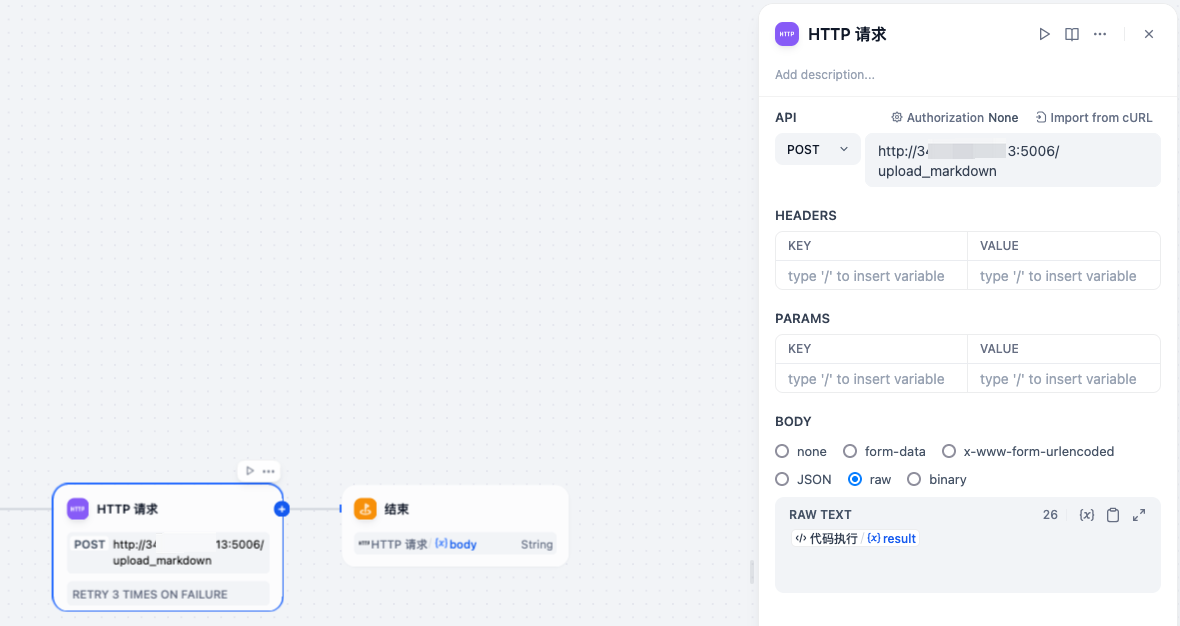 HTTP
HTTP 请求
Add description...
API
Authorization None
Import from cURL
POST
http://34 3:5006/
upload_markdown
HEADERS
KEY VALUE
type '/' to insert variable type '/' to insert variable
PARAMS
KEY VALUE
type '/' to insert variable type '/' to insert variable
BODY
none form-data x-www-form-urlencoded
JSON raw binary
RAW TEXT 26 {x}
代码执行 / {x} result
HTTP
HTTP 请求
POST http://34 13:5006/
upload_markdown
RETRY 3 TIMES ON FAILURE
结束
HTTP HTTP 请求 / {x} body String